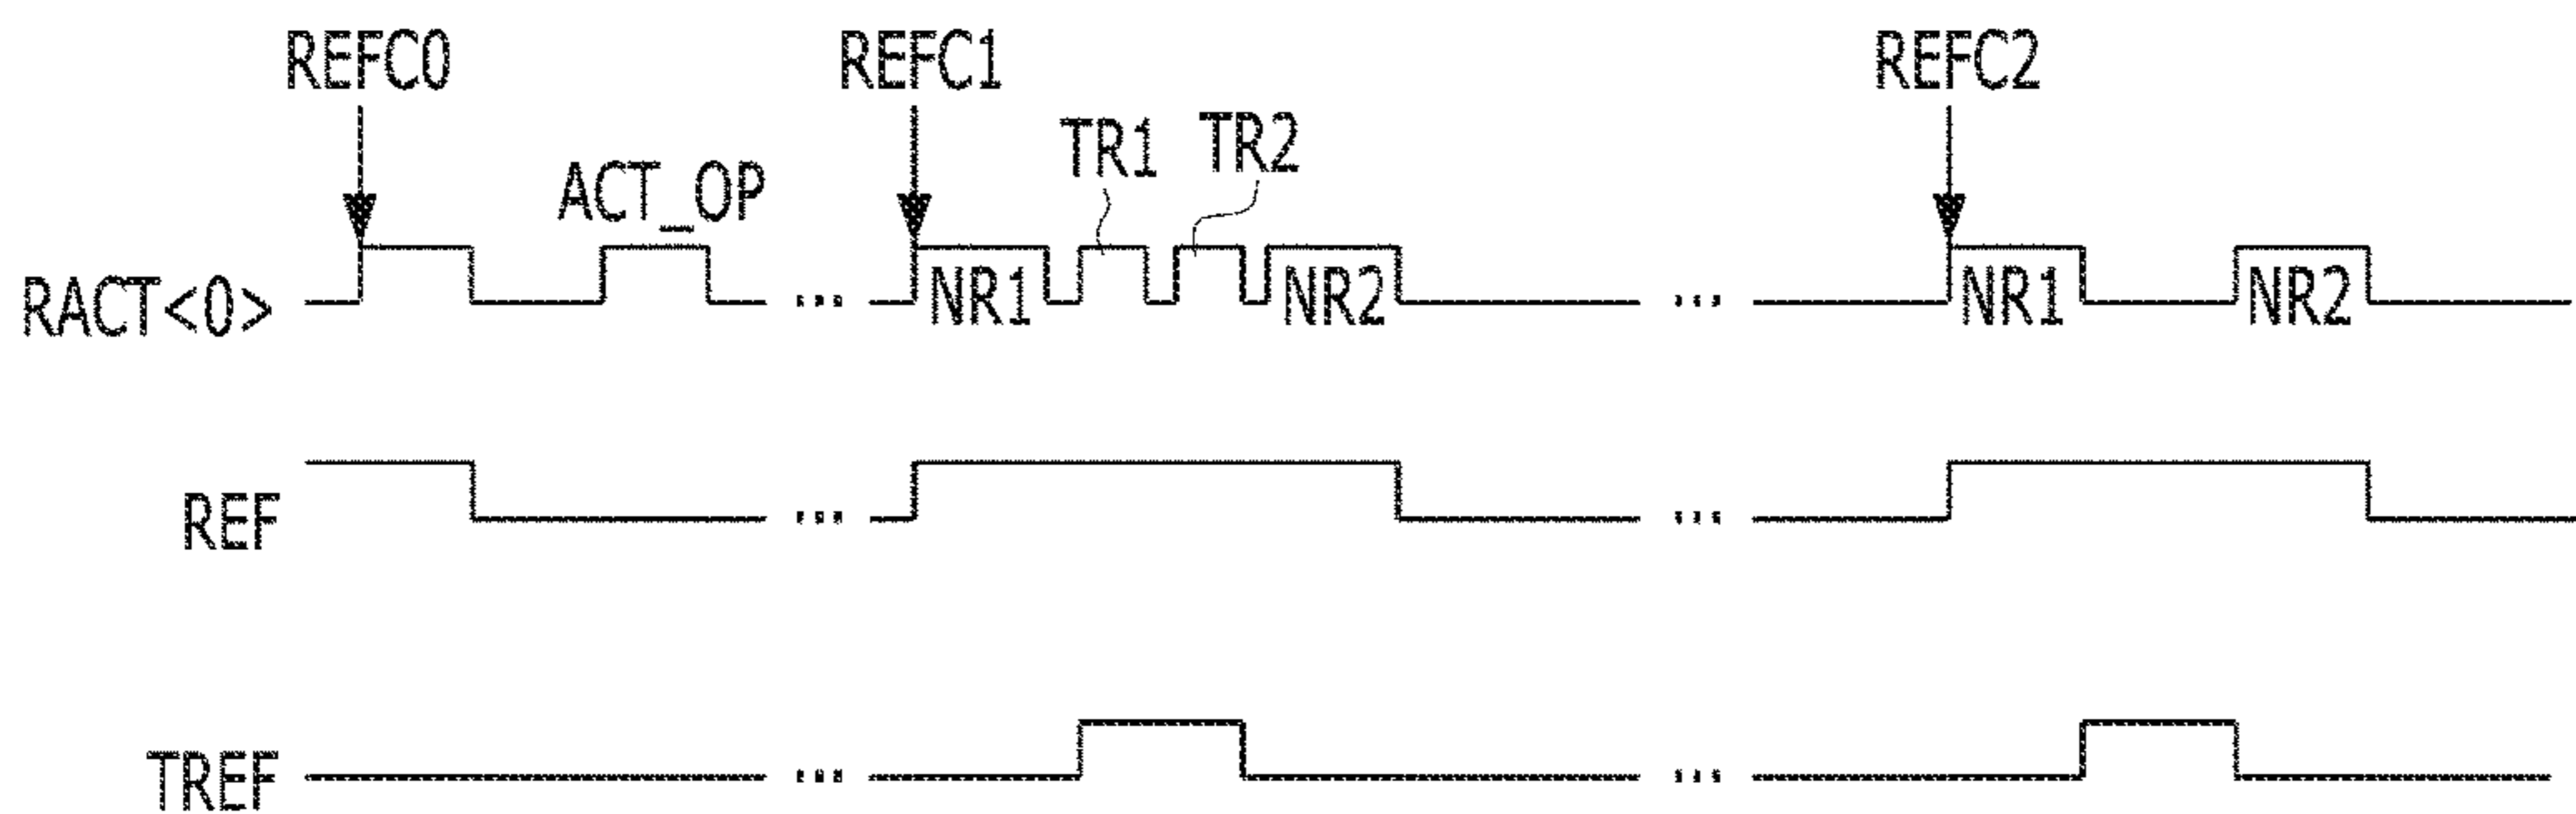 REFC0 REFC1 REFC2
ACT_OP TR1 TR2
RACT<0> NR1 NR2 NR1 NR2
REF
TREF